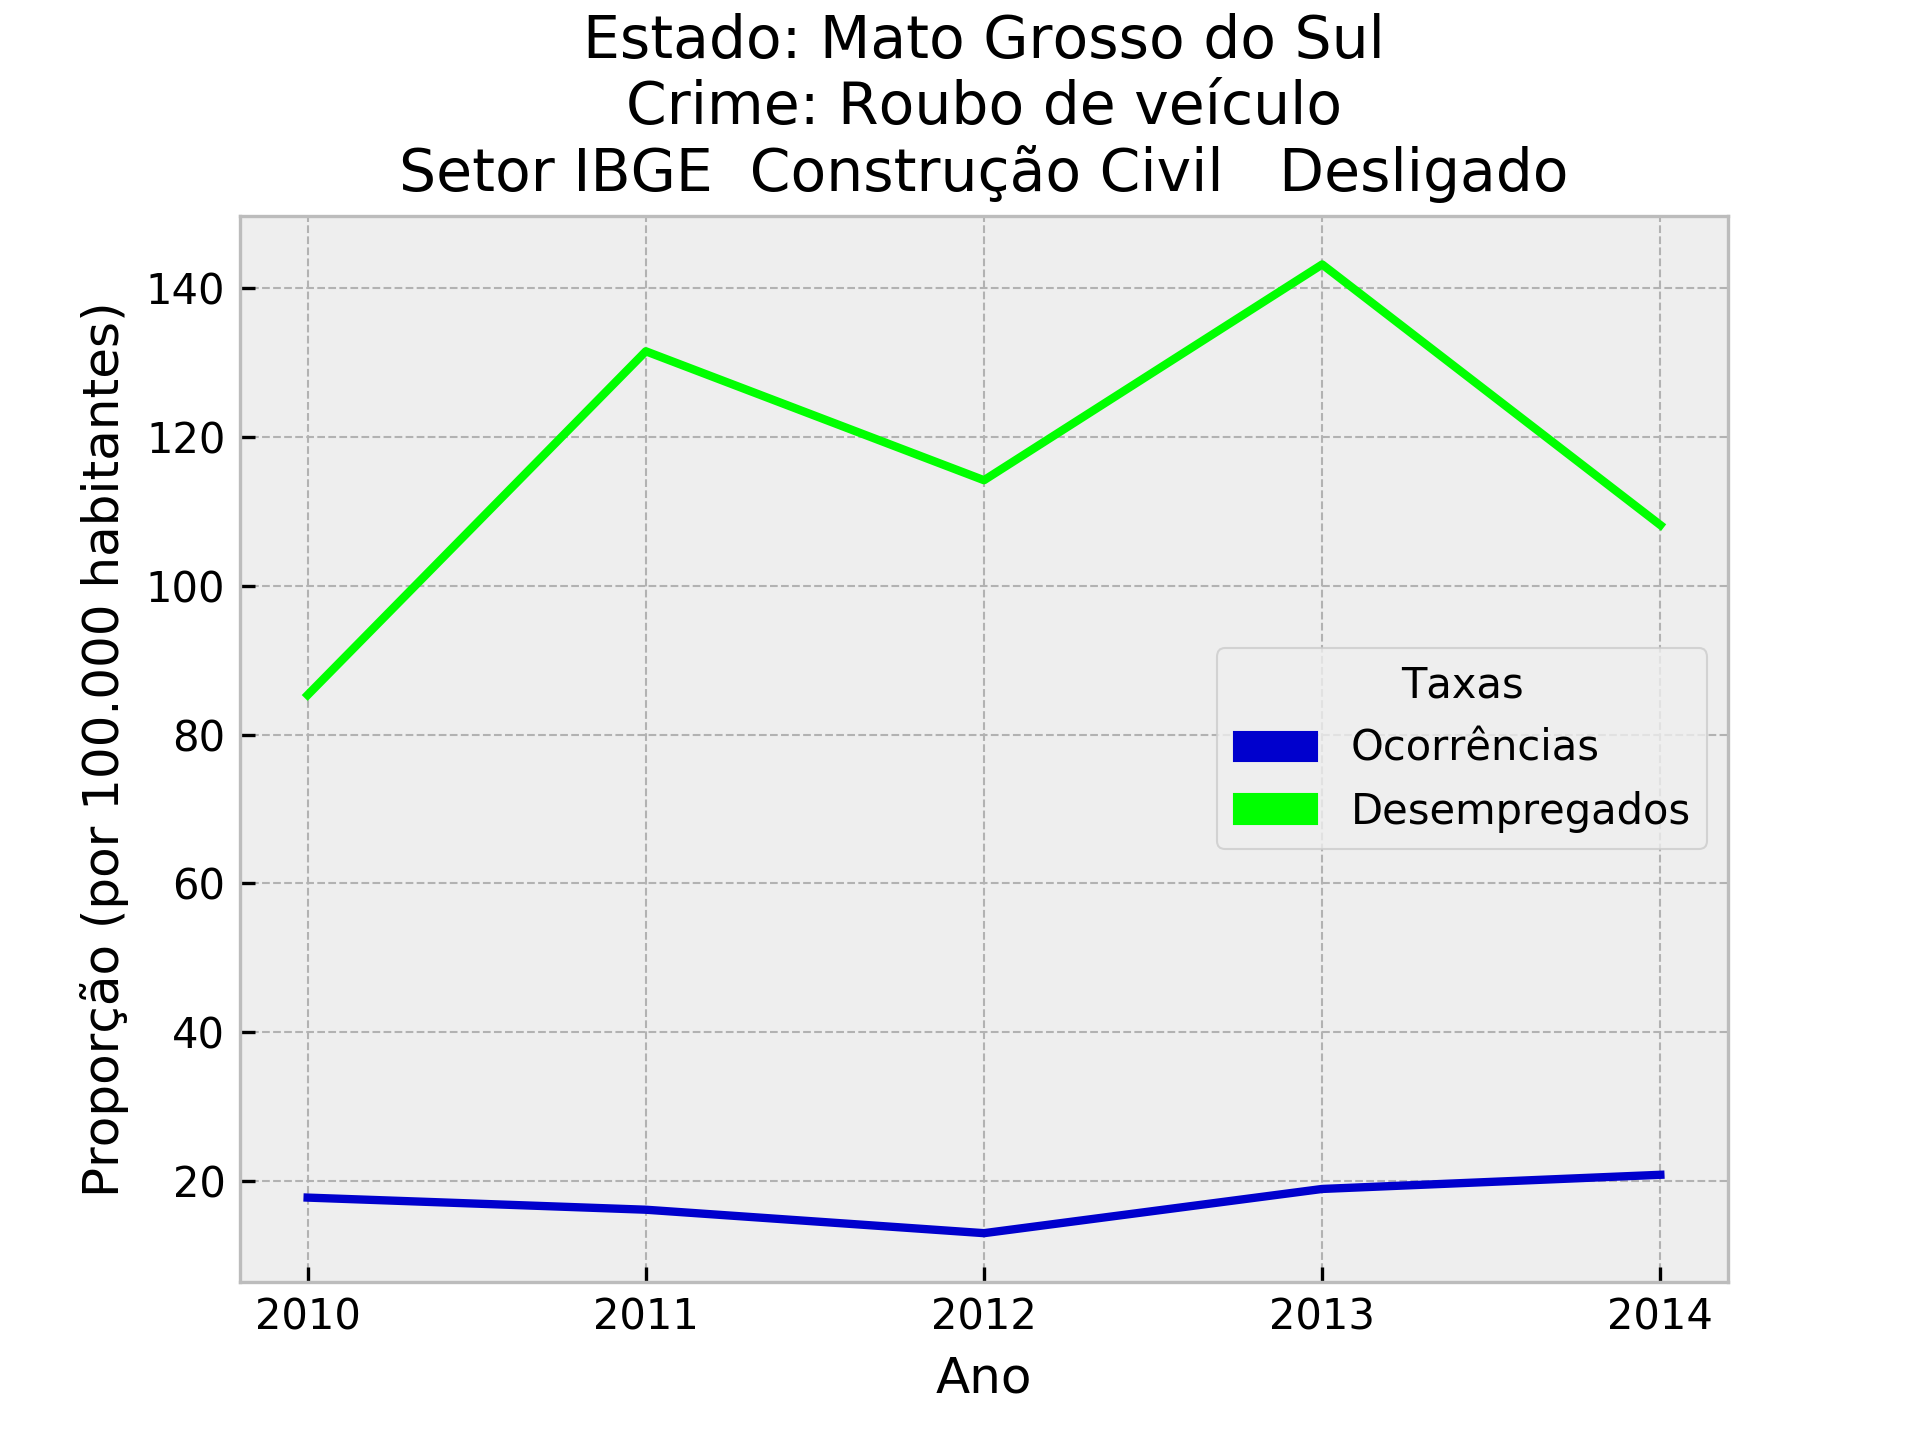 Estado: Mato Grosso do Sul
Crime: Roubo de veículo
Setor IBGE  Construção Civil   Desligado
Proporção (por 100.000 habitantes)
140
120
100
80
60
40
20
Taxas
Ocorrências
Desempregados
2010 2011 2012 2013 2014
Ano